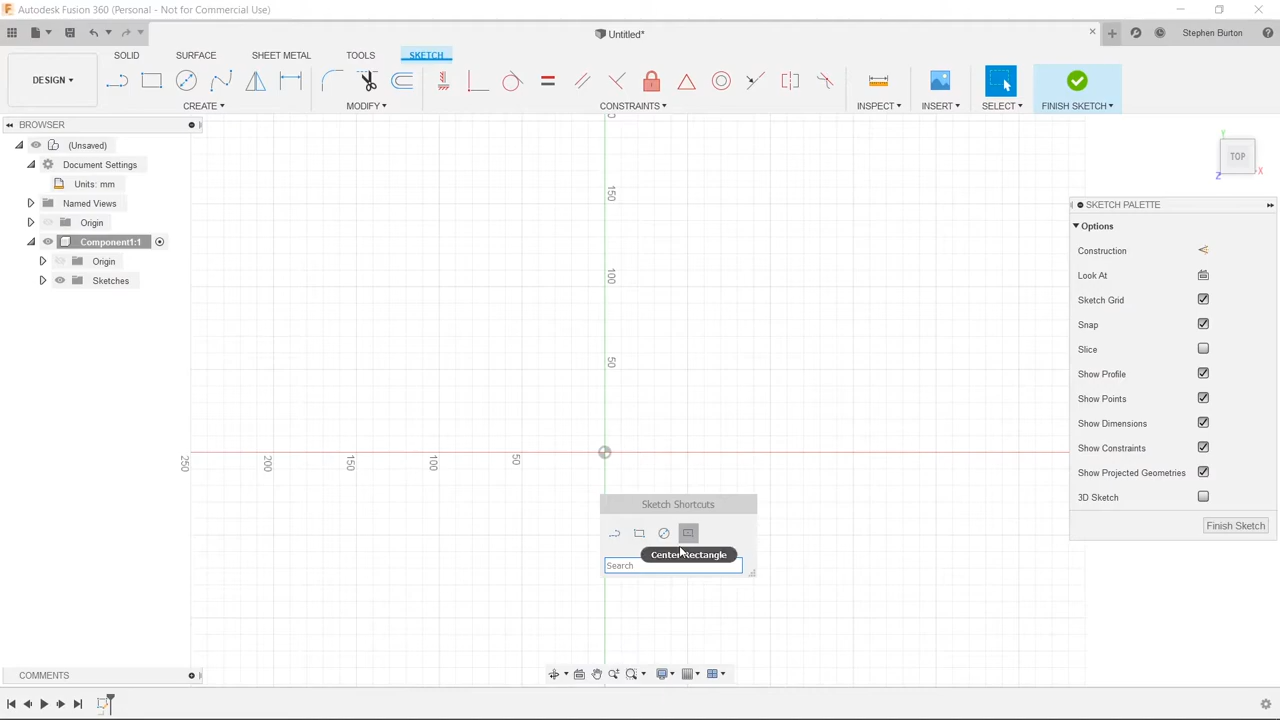 Autodesk Fusion 360 (Personal - Not for Commercial Use)
Untitled*
Stephen Burton
SOLID SURFACE SHEET METAL TOOLS SKETCH
DESIGN
CREATE MODIFY CONSTRAINTS INSPECT INSERT SELECT FINISH SKETCH
BROWSER
(Unsaved)
Document Settings
Units: mm
Named Views
Origin
Component1:1
Origin
Sketches
150
100
50
250
200
150
100
50
Y
TOP
X
Z
SKETCH PALETTE
Options
Construction
Look At
Sketch Grid
Snap
Slice
Show Profile
Show Points
Show Dimensions
Show Constraints
Show Projected Geometries
3D Sketch
Finish Sketch
Sketch Shortcuts
Center Rectangle
Search
COMMENTS